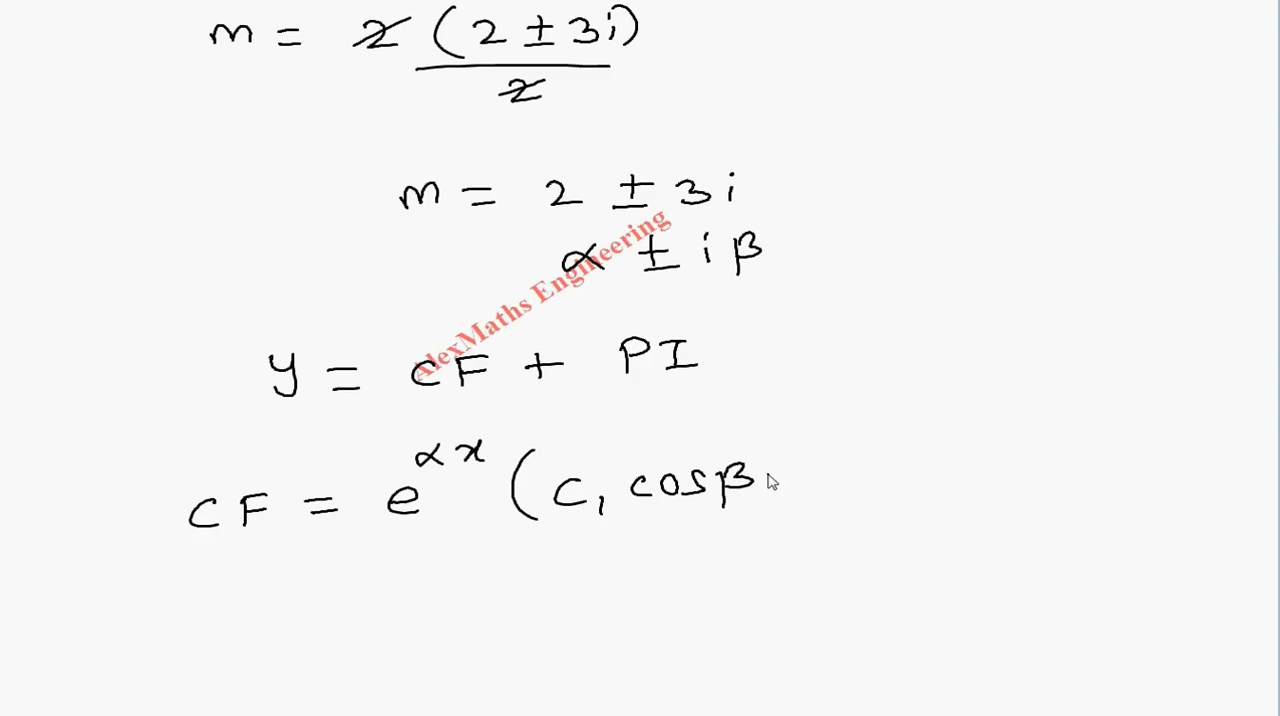 m = 2 (2 ± 3i)
2
m = 2 ± 3i
α ± iβ
AlexMaths Engineering
y = CF + PI
CF = e^αx (C₁ cosβ